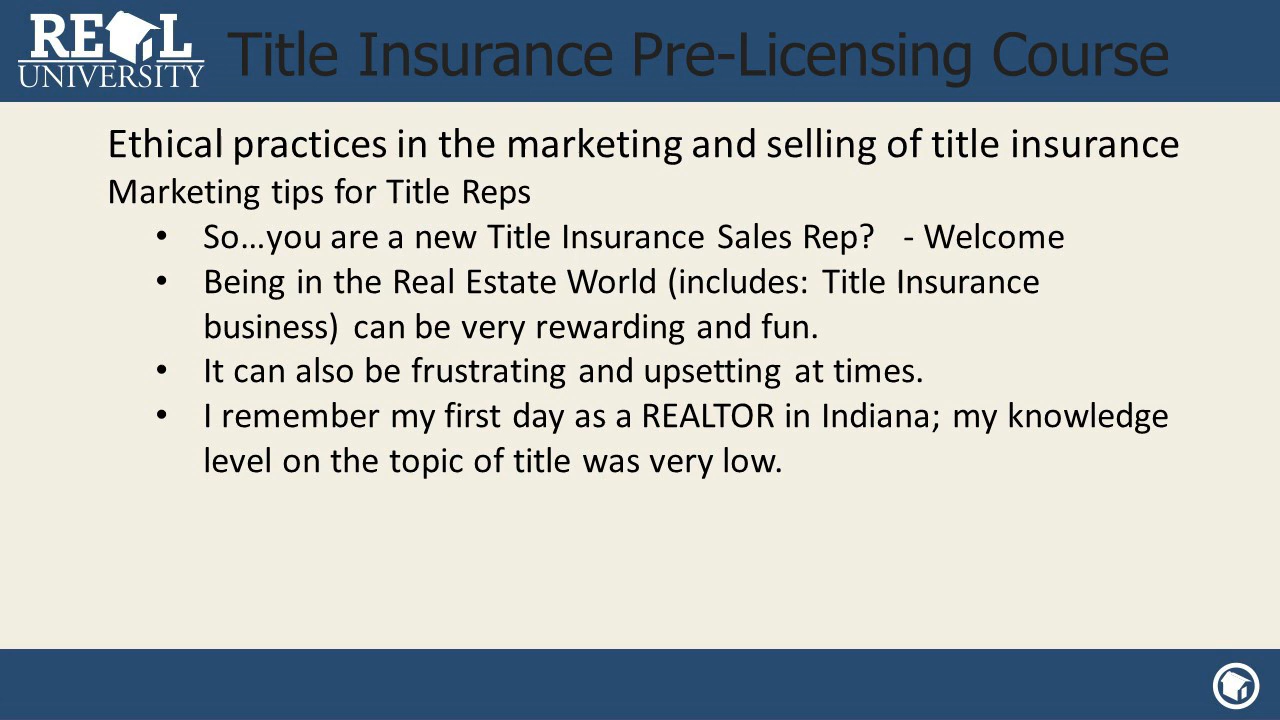 REAL
UNIVERSITY
Title Insurance Pre-Licensing Course
Ethical practices in the marketing and selling of title insurance
Marketing tips for Title Reps
• So…you are a new Title Insurance Sales Rep?   - Welcome
• Being in the Real Estate World (includes:  Title Insurance
business)  can be very rewarding and fun.
• It can also be frustrating and upsetting at times.
• I remember my first day as a REALTOR in Indiana; my knowledge
level on the topic of title was very low.